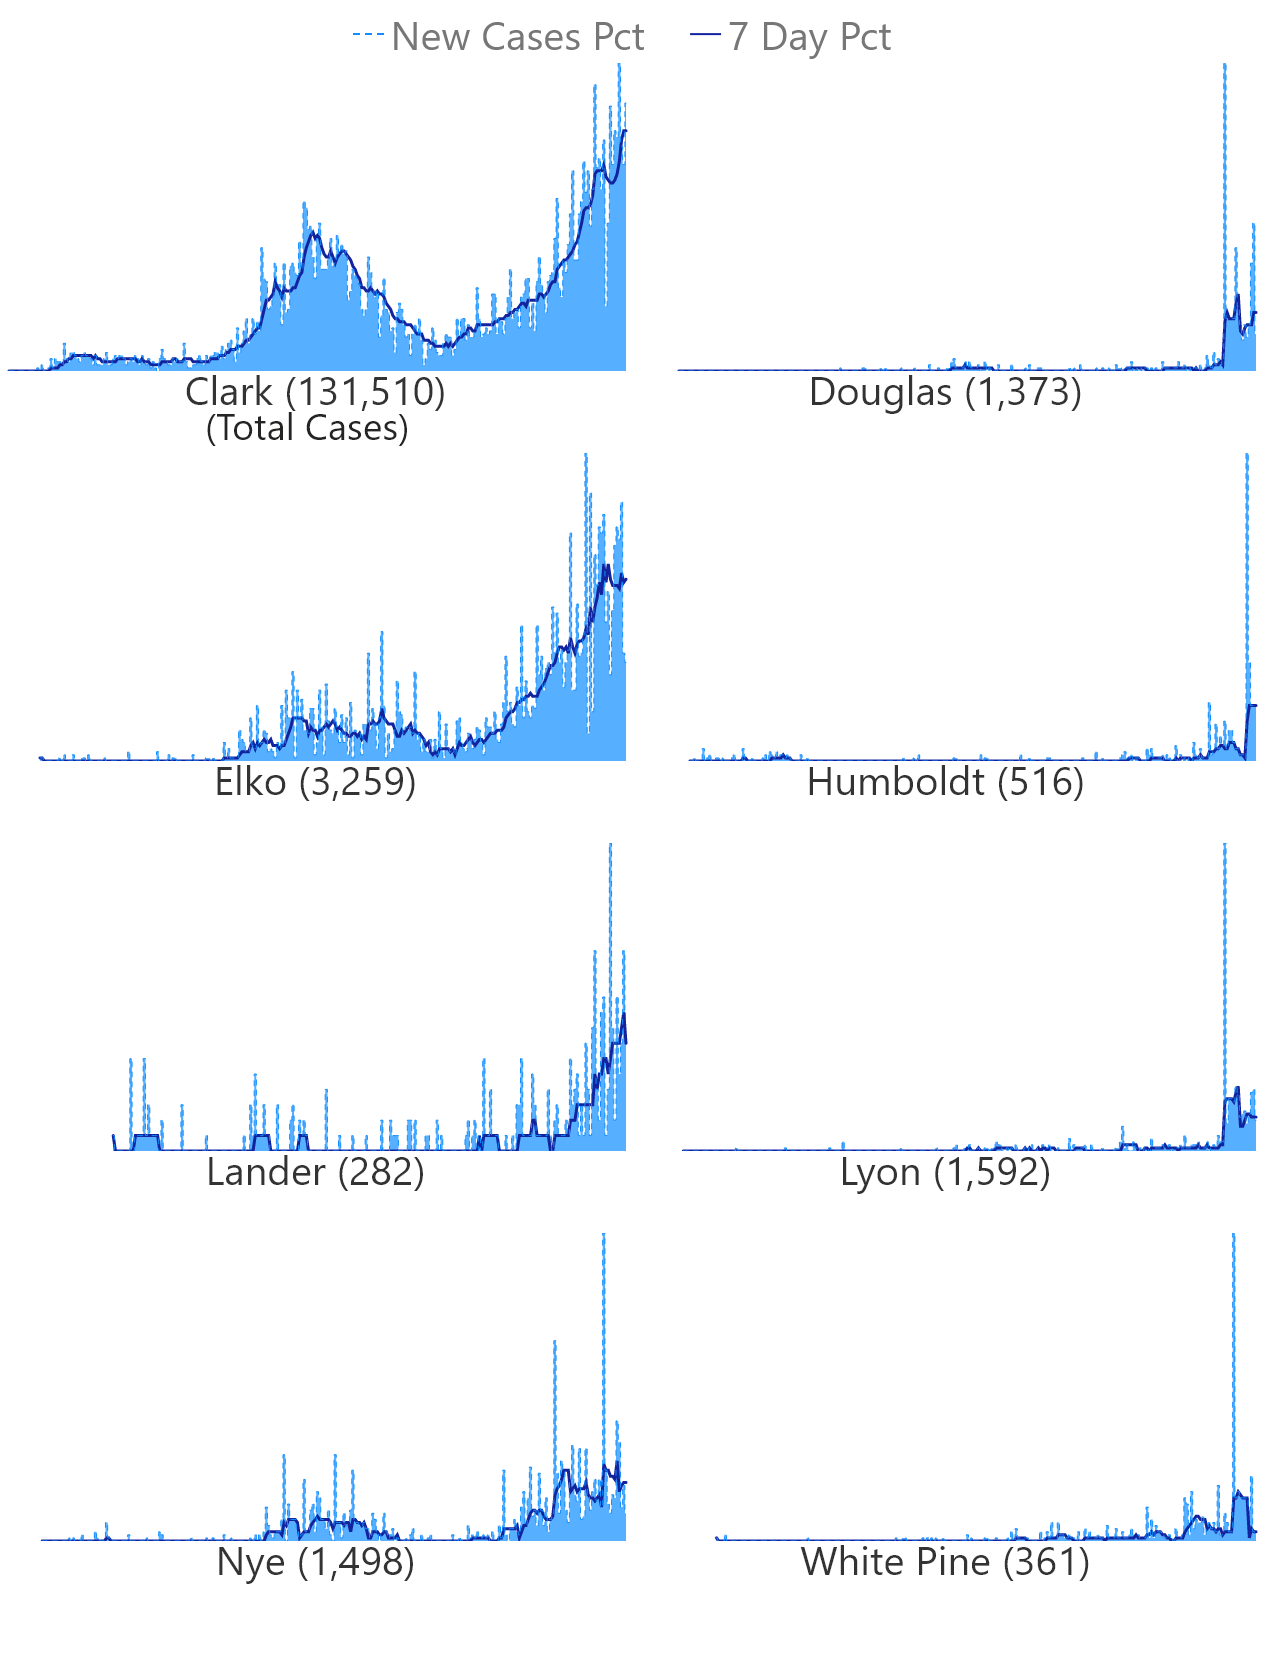 New Cases Pct 7 Day Pct
Clark (131,510)
(Total Cases)
Douglas (1,373)
Elko (3,259)
Humboldt (516)
Lander (282)
Lyon (1,592)
Nye (1,498)
White Pine (361)